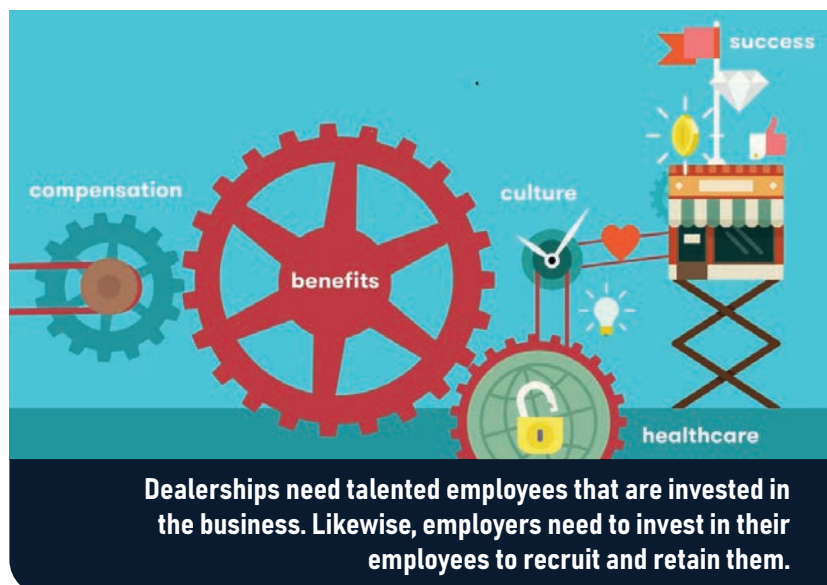 success
compensation
culture
benefits
healthcare
Dealerships need talented employees that are invested in
the business. Likewise, employers need to invest in their
employees to recruit and retain them.